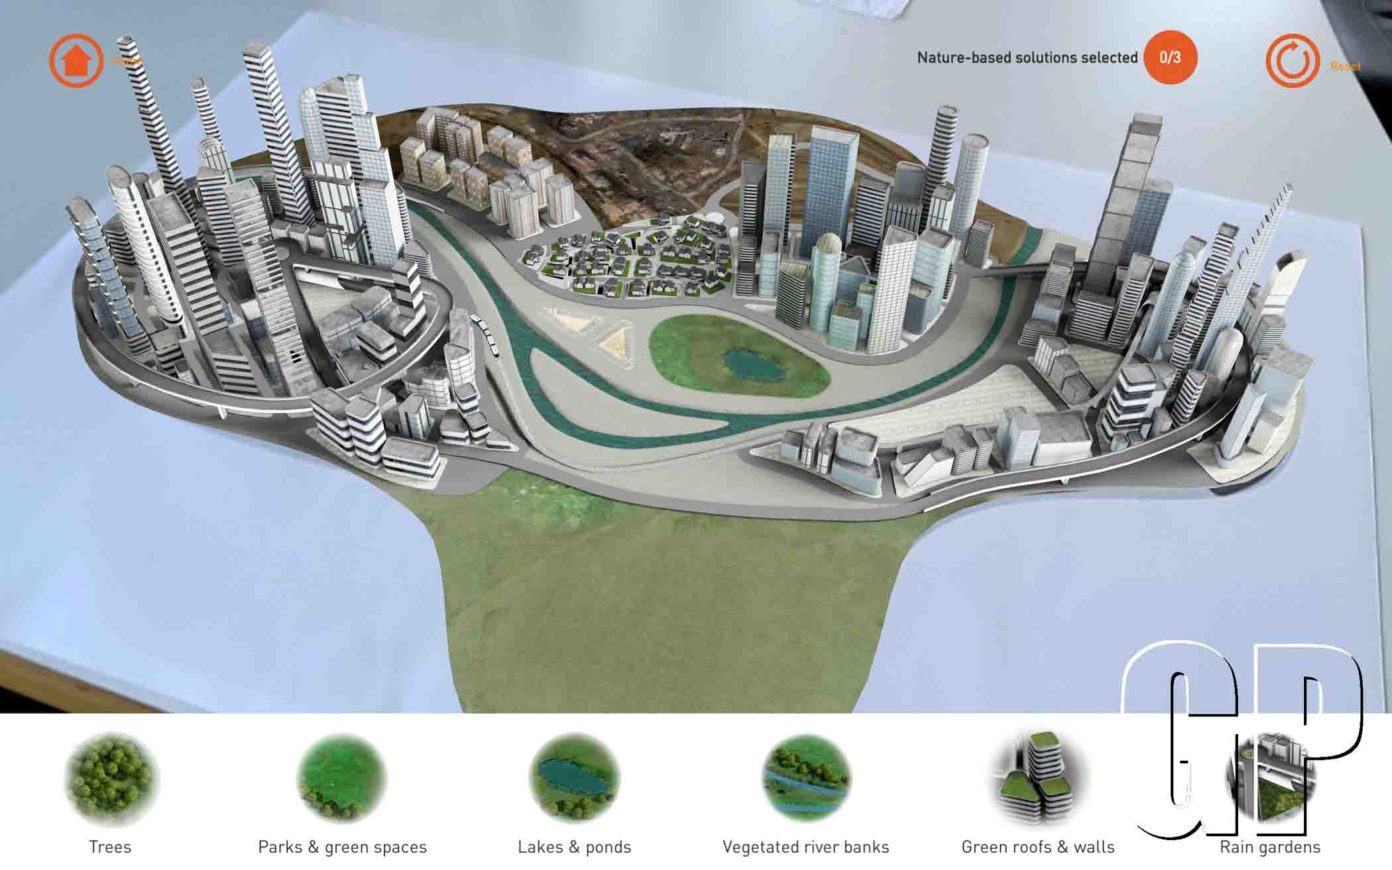 Nature-based solutions selected 0/3
Reset
Trees
Parks & green spaces
Lakes & ponds
Vegetated river banks
Green roofs & walls
Rain gardens
GP